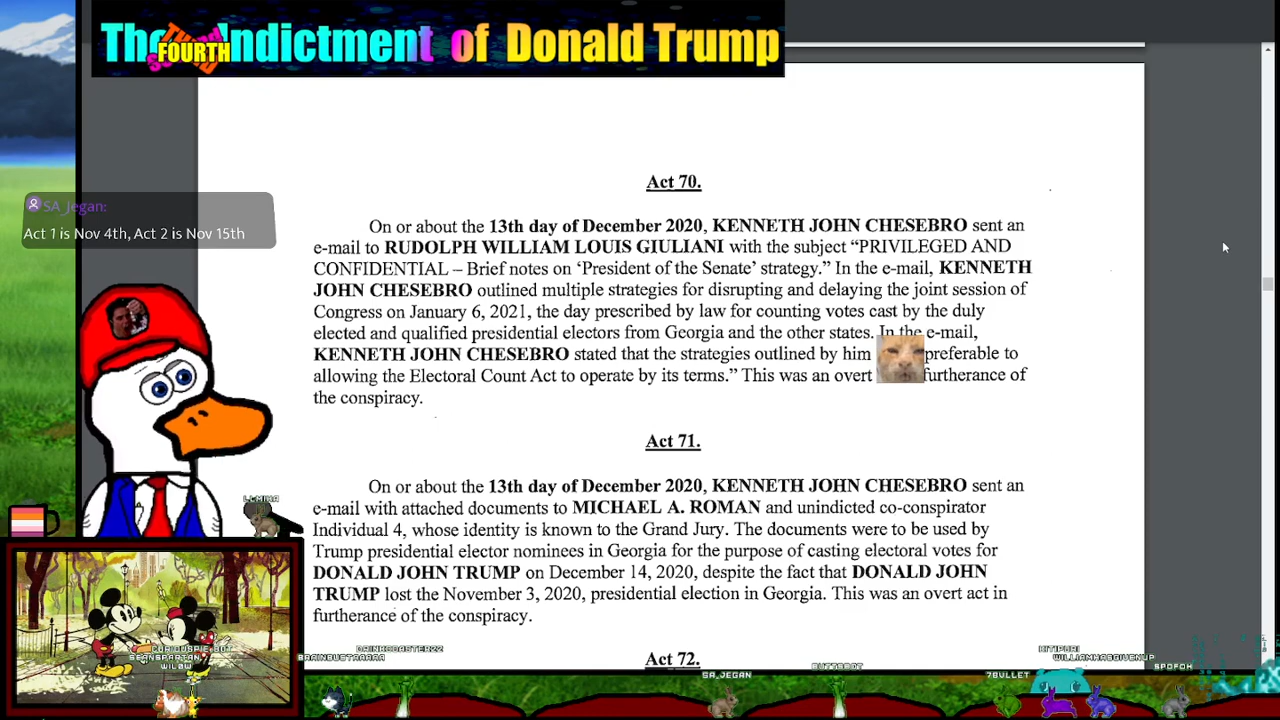 The FOURTH Indictment of Donald Trump
SA_Jegan:
Act 1 is Nov 4th, Act 2 is Nov 15th
Act 70.
On or about the 13th day of December 2020, KENNETH JOHN CHESEBRO sent an
e-mail to RUDOLPH WILLIAM LOUIS GIULIANI with the subject “PRIVILEGED AND
CONFIDENTIAL – Brief notes on ‘President of the Senate’ strategy.” In the e-mail, KENNETH
JOHN CHESEBRO outlined multiple strategies for disrupting and delaying the joint session of
Congress on January 6, 2021, the day prescribed by law for counting votes cast by the duly
elected and qualified presidential electors from Georgia and the other states. In the e-mail,
KENNETH JOHN CHESEBRO stated that the strategies outlined by him preferable to
allowing the Electoral Count Act to operate by its terms.” This was an overt furtherance of
the conspiracy.
Act 71.
On or about the 13th day of December 2020, KENNETH JOHN CHESEBRO sent an
e-mail with attached documents to MICHAEL A. ROMAN and unindicted co-conspirator
Individual 4, whose identity is known to the Grand Jury. The documents were to be used by
Trump presidential elector nominees in Georgia for the purpose of casting electoral votes for
DONALD JOHN TRUMP on December 14, 2020, despite the fact that DONALD JOHN
TRUMP lost the November 3, 2020, presidential election in Georgia. This was an overt act in
furtherance of the conspiracy.
Act 72.
LLMIKA
CURIOUSPIE_BOT
SEANSPARTAN
WIL0W
DRINKCOASTER22
BRAINBUSTAAAAA
SA_JEGAN
BUTTSBOT
7BVLLET
KITIPURI
WILLIAMHASGIVENUP
SPOFOH